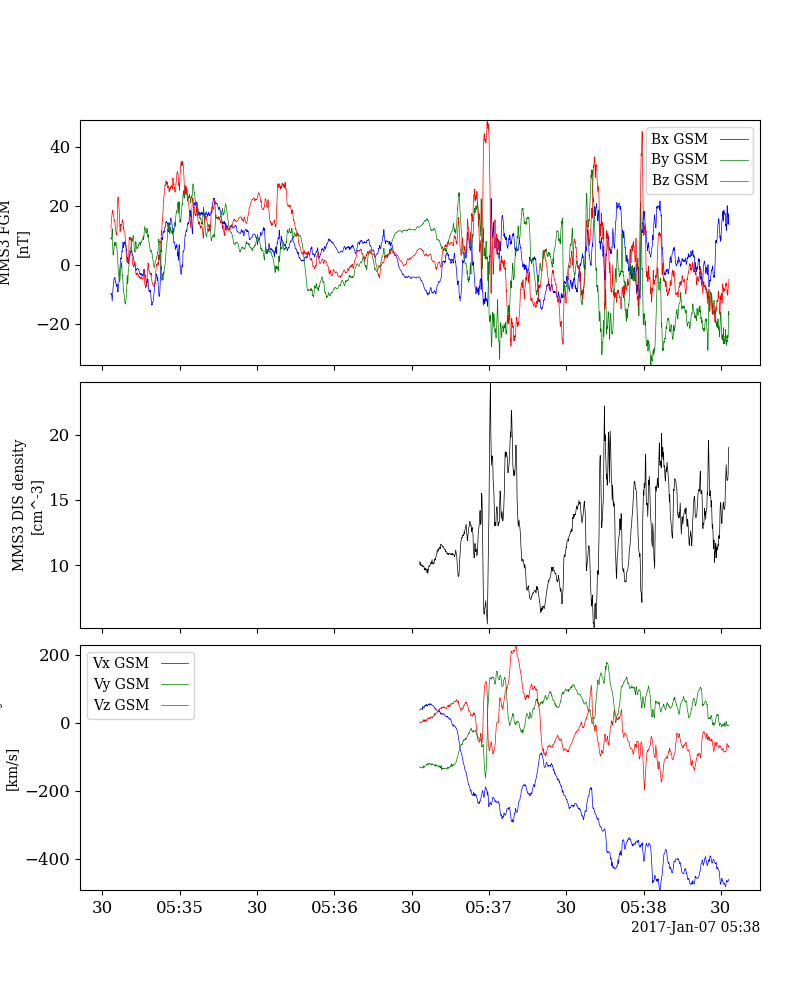 40
20
0
−20
MMS3 FGM
[nT]
Bx GSM
By GSM
Bz GSM
20
15
10
MMS3 DIS density
[cm^-3]
200
0
−200
−400
[km/s]
Vx GSM
Vy GSM
Vz GSM
30 05:35 30 05:36 30 05:37 30 05:38 30
2017-Jan-07 05:38